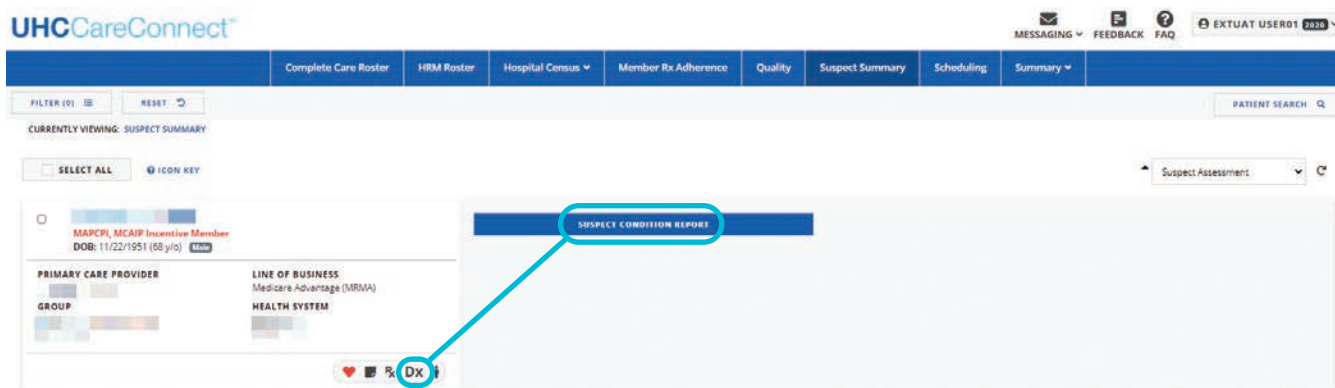 UHCCareConnect™
MESSAGING FEEDBACK FAQ EXTUAT USER01 2020
Complete Care Roster HRM Roster Hospital Census Member Rx Adherence Quality Suspect Summary Scheduling Summary
FILTER (0) RESET PATIENT SEARCH
CURRENTLY VIEWING: SUSPECT SUMMARY
SELECT ALL ICON KEY Suspect Assessment
SUSPECT CONDITION REPORT
MAPCPI, MCAIP Incentive Member
DOB: 11/22/1951 (68 y/o) Male
PRIMARY CARE PROVIDER LINE OF BUSINESS
Medicare Advantage (MRMA)
GROUP HEALTH SYSTEM
Rx Dx